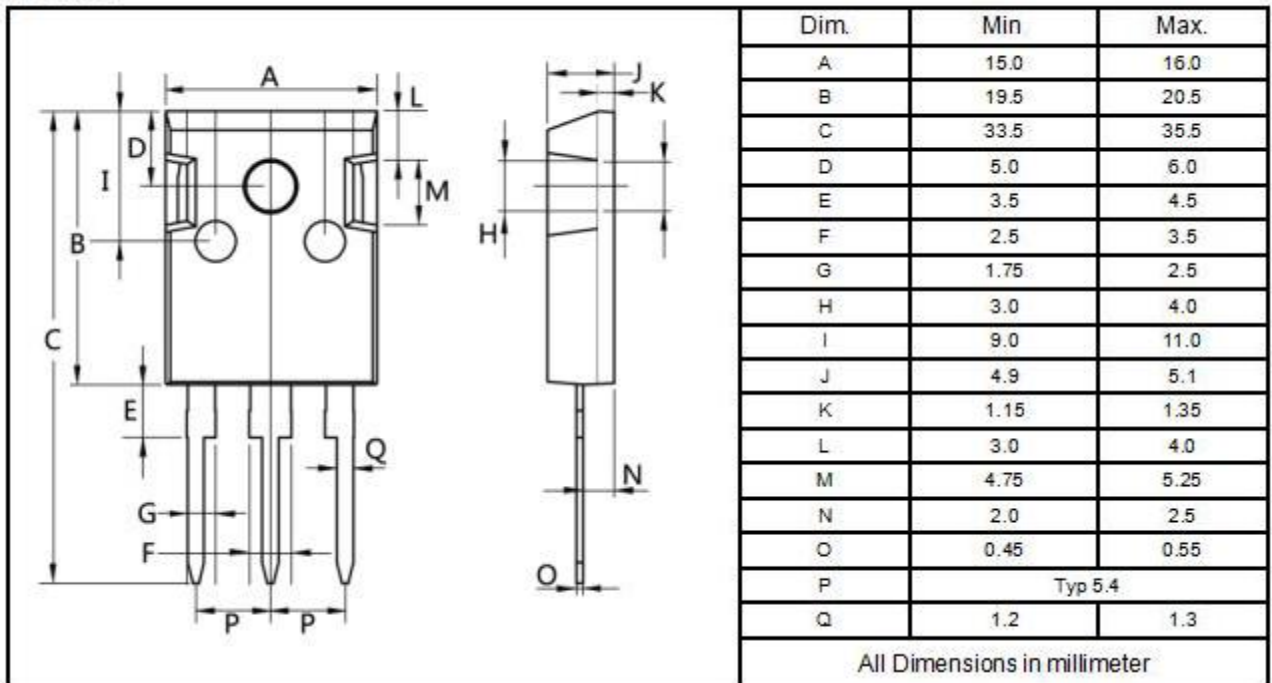 A
L
D
I
M
B
C
E
Q
G
F
P P
J
K
H
N
O
Dim. Min Max.
A 15.0 16.0
B 19.5 20.5
C 33.5 35.5
D 5.0 6.0
E 3.5 4.5
F 2.5 3.5
G 1.75 2.5
H 3.0 4.0
I 9.0 11.0
J 4.9 5.1
K 1.15 1.35
L 3.0 4.0
M 4.75 5.25
N 2.0 2.5
O 0.45 0.55
P Typ 5.4
Q 1.2 1.3
All Dimensions in millimeter